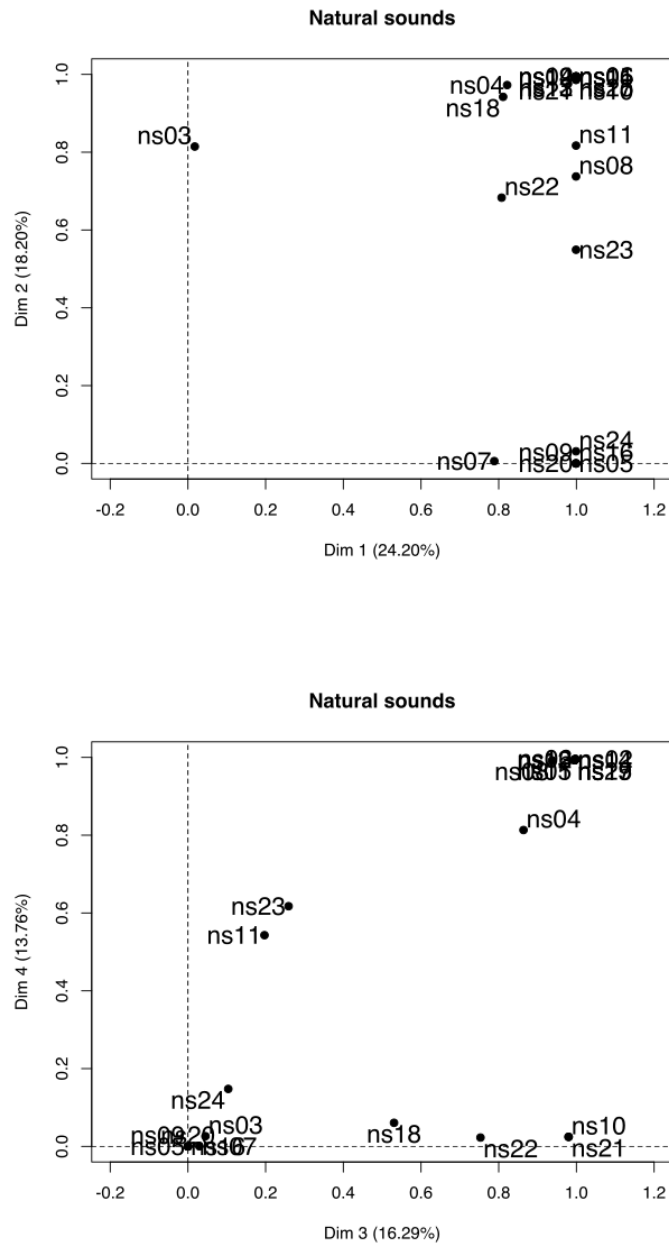 Natural sounds
1.0
0.8
0.6
0.4
0.2
0.0
Dim 2 (18.20%)
ns04
ns18
ns03
ns11
ns08
ns22
ns23
ns24
ns09
ns16
ns07
ns20
ns05
-0.2 0.0 0.2 0.4 0.6 0.8 1.0 1.2
Dim 1 (24.20%)
Natural sounds
1.0
0.8
0.6
0.4
0.2
0.0
Dim 4 (13.76%)
ns04
ns23
ns11
ns24
ns03
ns18
ns10
ns22
ns21
-0.2 0.0 0.2 0.4 0.6 0.8 1.0 1.2
Dim 3 (16.29%)